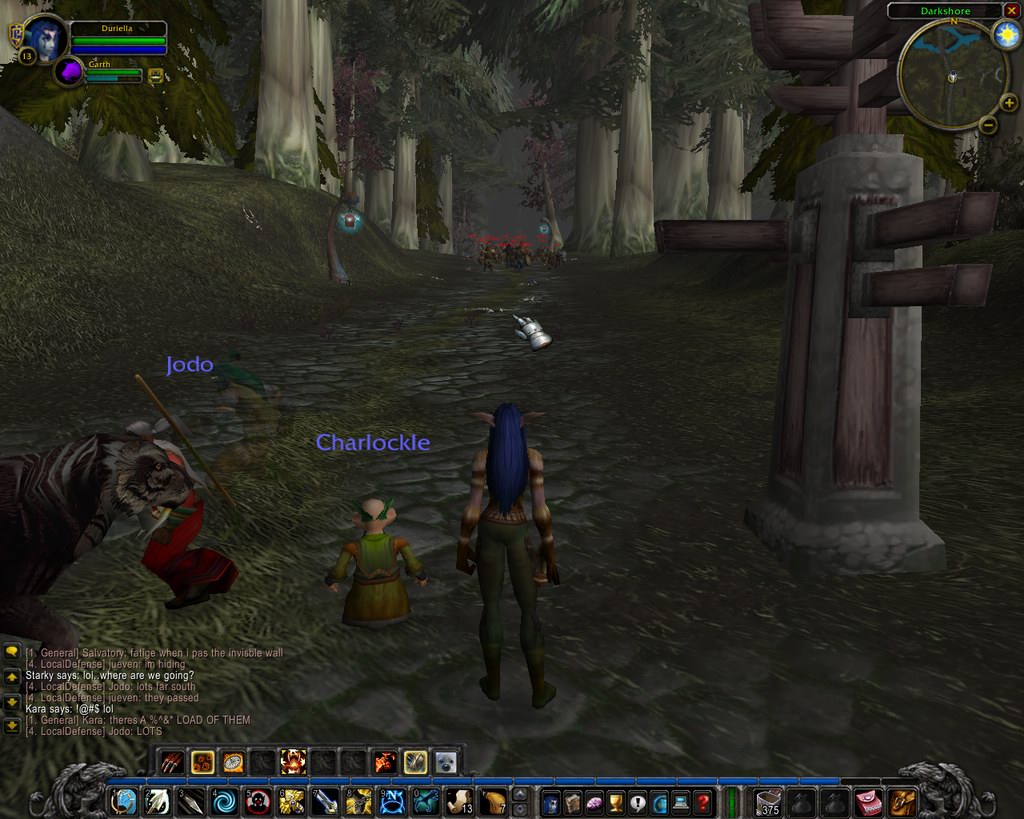 Duriella
Darkshore
N
13
Garth
Jodo
Charlockle
[1. General] Salvatory: fatige when i pas the invisble wall
[4. LocalDefense] jueven: im hiding
Starky says: lol..where are we going?
[4. LocalDefense] Jodo: lots far south
[4. LocalDefense] jueven: they passed
Kara says: !@#$ lol
[1. General] Kara: theres A %^&* LOAD OF THEM
[4. LocalDefense] Jodo: LOTS
13
7
375